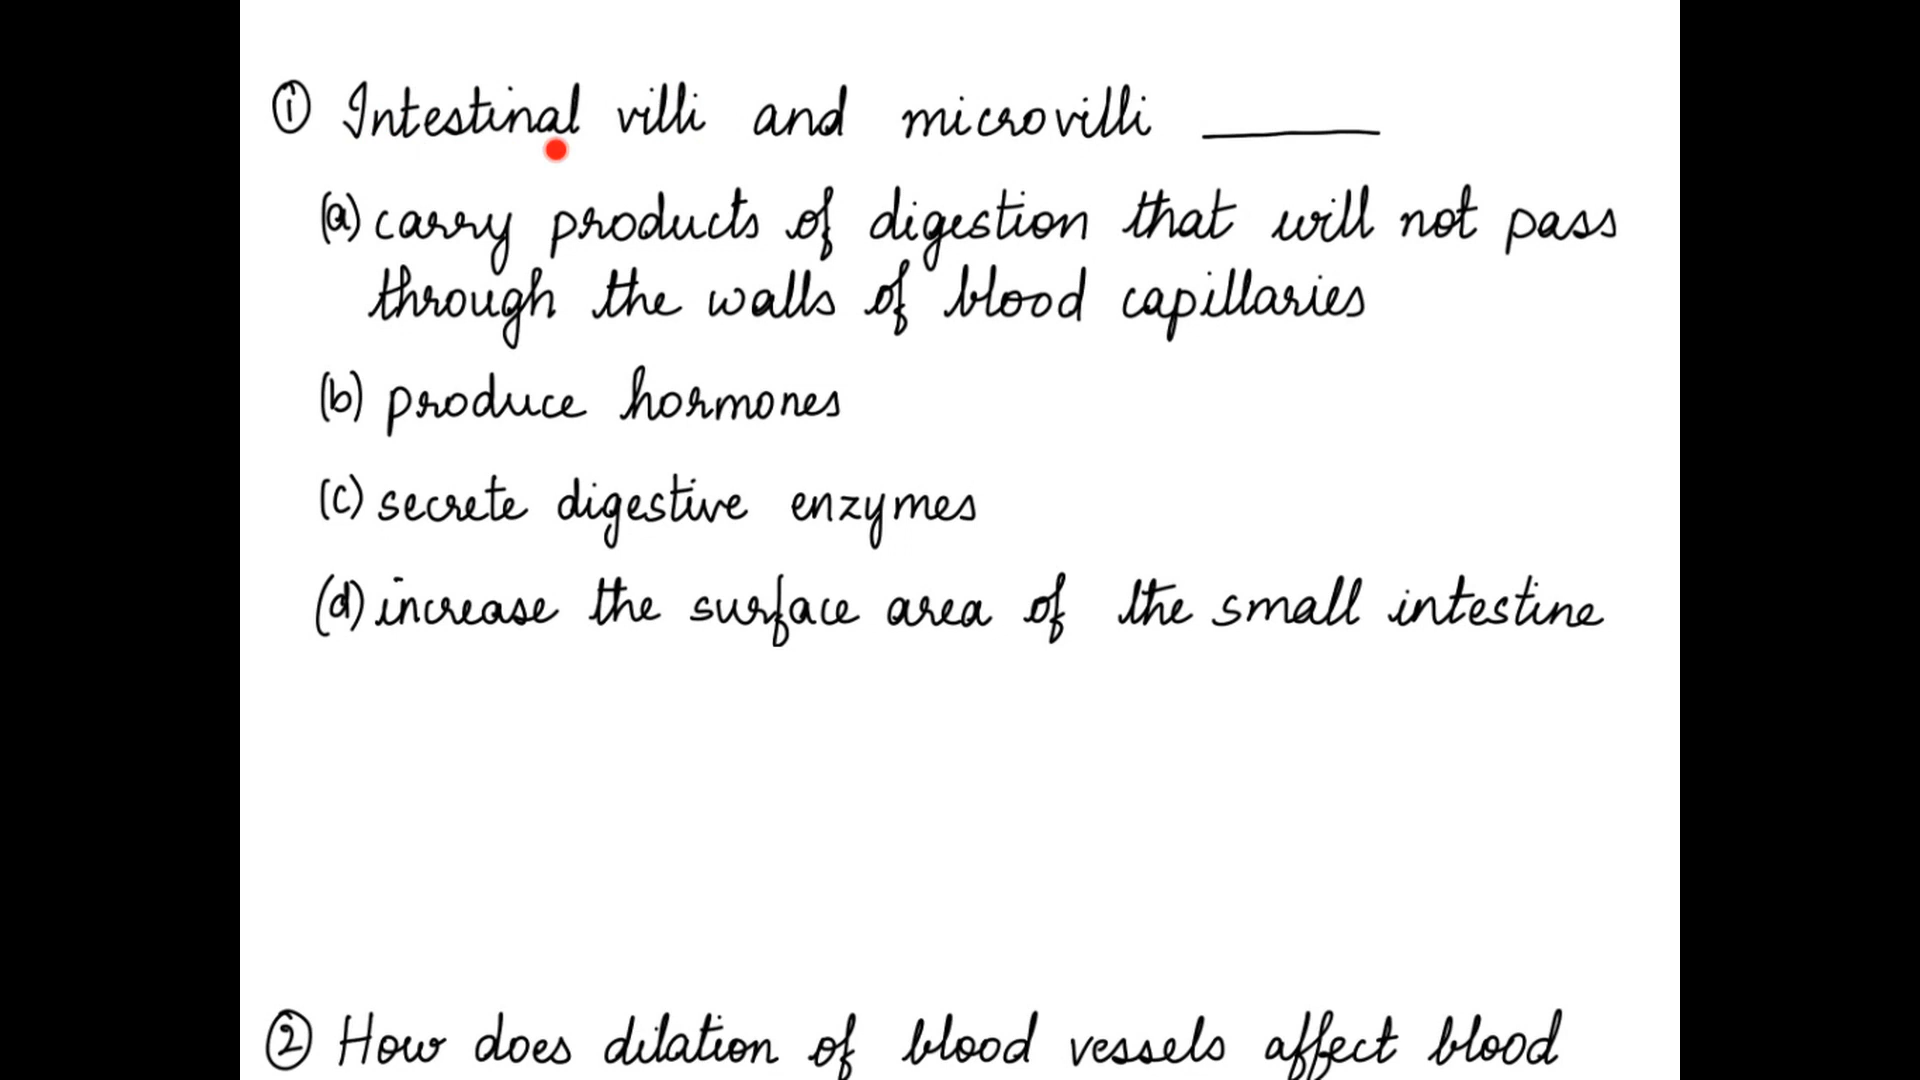 ① Intestinal villi and microvilli ______
(a) carry products of digestion that will not pass
through the walls of blood capillaries
(b) produce hormones
(c) secrete digestive enzymes
(d) increase the surface area of the small intestine
② How does dilation of blood vessels affect blood